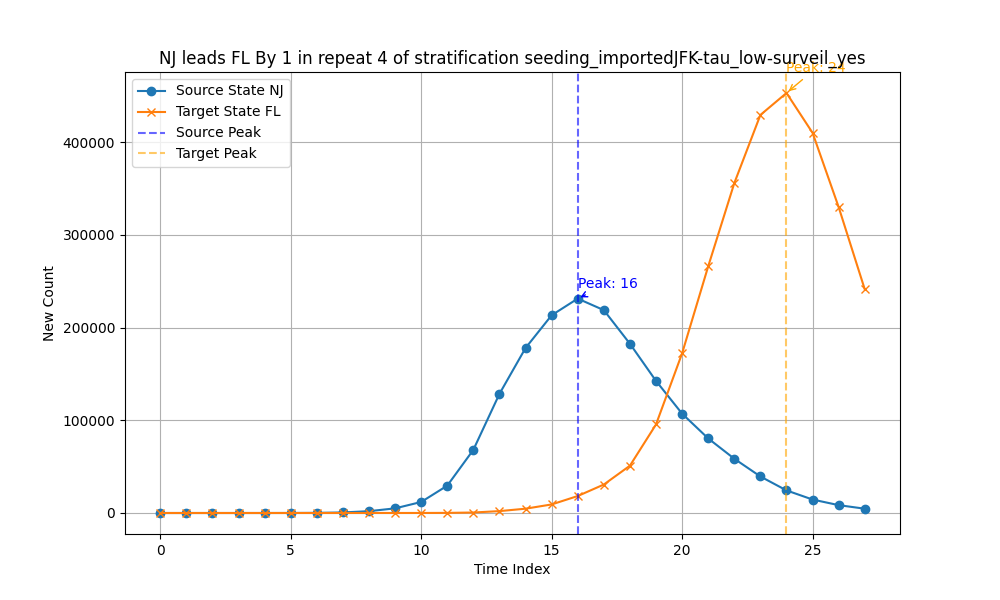 NJ leads FL By 1 in repeat 4 of stratification seeding_importedJFK-tau_low-surveil_yes
Peak: 24
Source State NJ
Target State FL
Source Peak
Target Peak
Peak: 16
New Count
400000
300000
200000
100000
0
0 5 10 15 20 25
Time Index